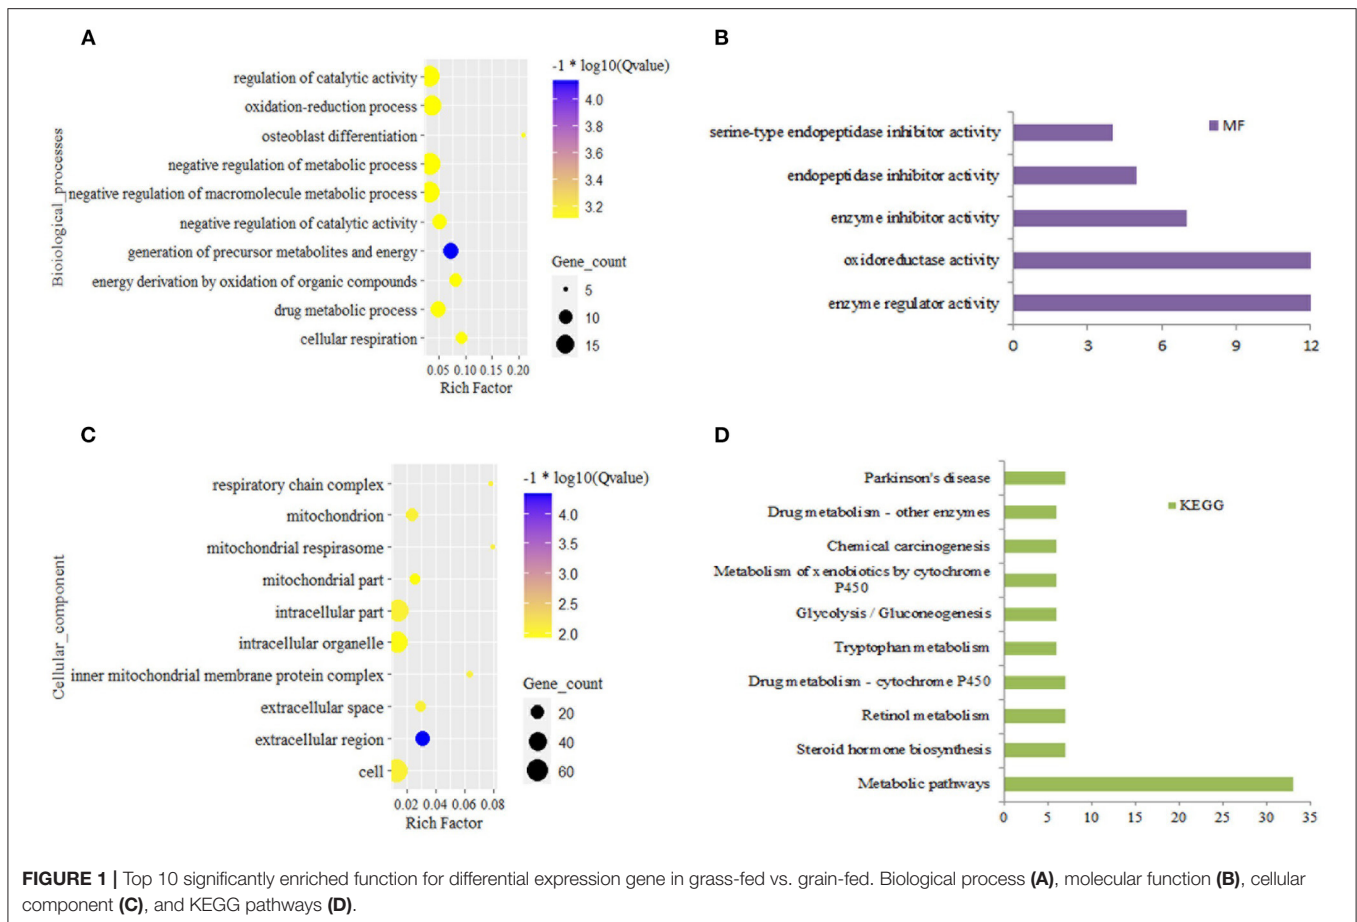 A
regulation of catalytic activity
oxidation-reduction process
osteoblast differentiation
negative regulation of metabolic process
negative regulation of macromolecule metabolic process
negative regulation of catalytic activity
generation of precursor metabolites and energy
energy derivation by oxidation of organic compounds
drug metabolic process
cellular respiration
Bioiological_processes
0.05 0.10 0.15 0.20
Rich Factor
-1 * log10(Qvalue)
4.0
3.8
3.6
3.4
3.2
Gene_count
5
10
15
B
serine-type endopeptidase inhibitor activity
endopeptidase inhibitor activity
enzyme inhibitor activity
oxidoreductase activity
enzyme regulator activity
0 3 6 9 12
MF
C
respiratory chain complex
mitochondrion
mitochondrial respirasome
mitochondrial part
intracellular part
intracellular organelle
inner mitochondrial membrane protein complex
extracellular space
extracellular region
cell
Cellular_component
0.02 0.04 0.06 0.08
Rich Factor
-1 * log10(Qvalue)
4.0
3.5
3.0
2.5
2.0
Gene_count
20
40
60
D
Parkinson's disease
Drug metabolism - other enzymes
Chemical carcinogenesis
Metabolism of xenobiotics by cytochrome
P450
Glycolysis / Gluconeogenesis
Tryptophan metabolism
Drug metabolism - cytochrome P450
Retinol metabolism
Steroid hormone biosynthesis
Metabolic pathways
0 5 10 15 20 25 30 35
KEGG
FIGURE 1 | Top 10 significantly enriched function for differential expression gene in grass-fed vs. grain-fed. Biological process (A), molecular function (B), cellular
component (C), and KEGG pathways (D).